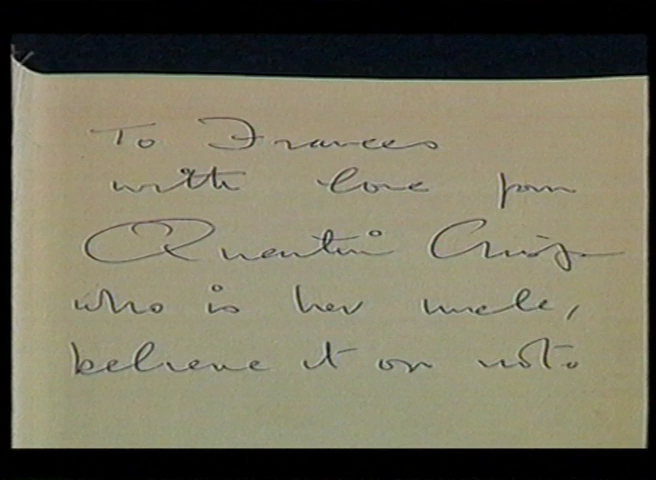 To Frances
with love from
Quentin Crisp
who is her uncle,
believe it or not.